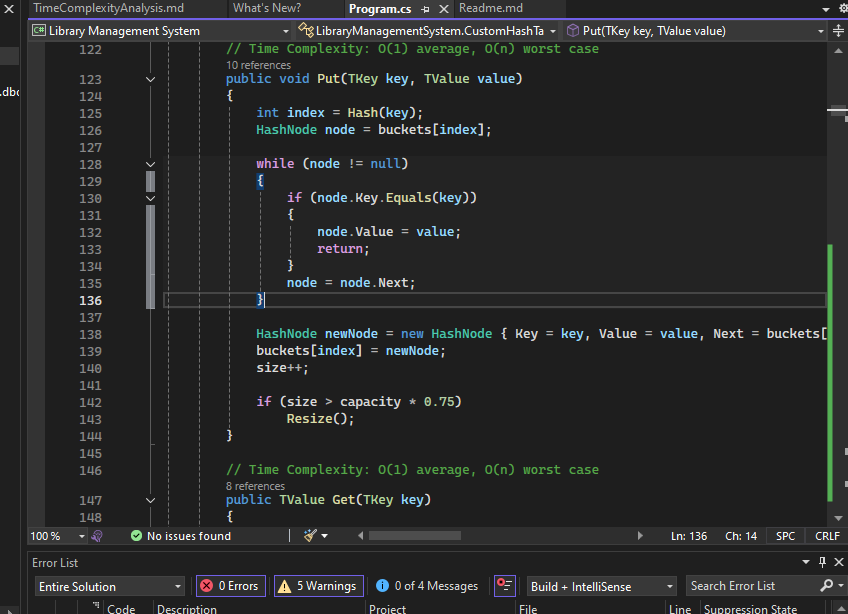 TimeComplexityAnalysis.md What's New? Program.cs Readme.md
C# Library Management System LibraryManagementSystem.CustomHashTa Put(TKey key, TValue value)
122 // Time Complexity: O(1) average, O(n) worst case
10 references
123 public void Put(TKey key, TValue value)
124 {
125 int index = Hash(key);
126 HashNode node = buckets[index];
127
128 while (node != null)
129 {
130 if (node.Key.Equals(key))
131 {
132 node.Value = value;
133 return;
134 }
135 node = node.Next;
136 }
137
138 HashNode newNode = new HashNode { Key = key, Value = value, Next = buckets[
139 buckets[index] = newNode;
140 size++;
141
142 if (size > capacity * 0.75)
143 Resize();
144 }
145
146 // Time Complexity: O(1) average, O(n) worst case
8 references
147 public TValue Get(TKey key)
148 {
.dbo
100 % No issues found Ln: 136 Ch: 14 SPC CRLF
Error List
Entire Solution 0 Errors 5 Warnings 0 of 4 Messages Build + IntelliSense Search Error List
Code Description Project File Line Suppression State